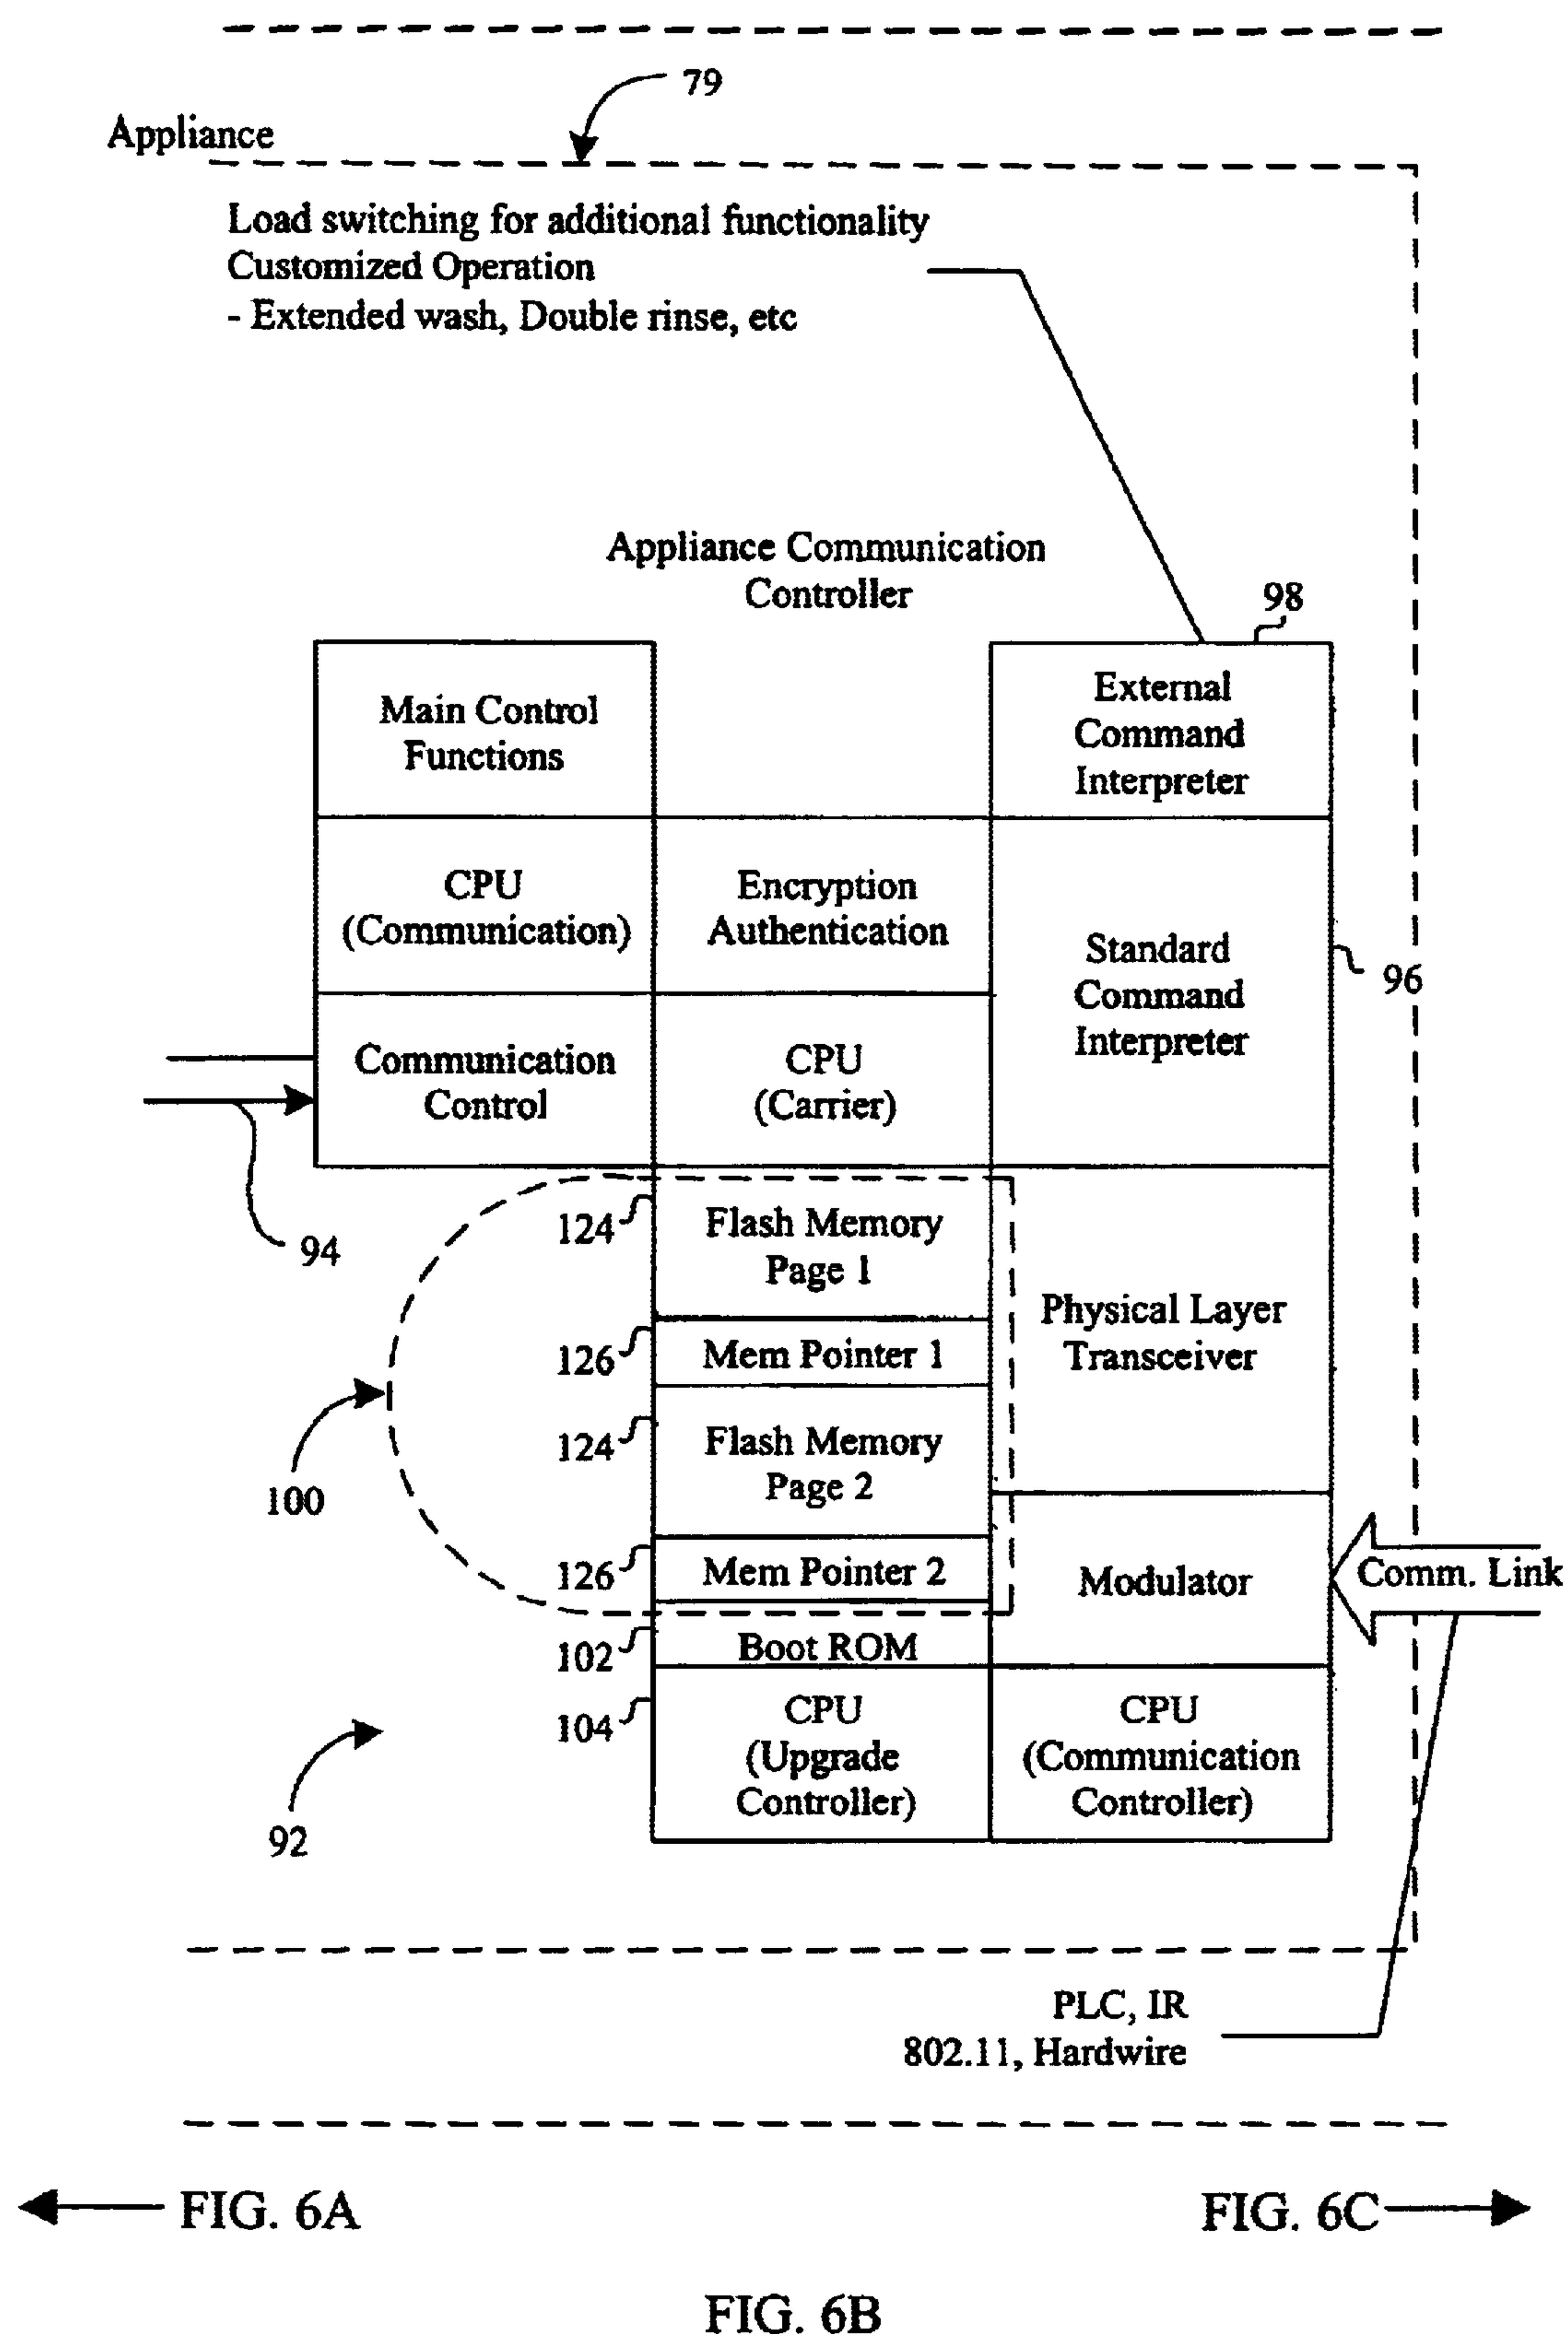 79
Appliance
Load switching for additional functionality
Customized Operation
- Extended wash, Double rinse, etc
Appliance Communication
Controller
98
Main Control
Functions
External
Command
Interpreter
CPU
(Communication)
Encryption
Authentication
Standard
Command
Interpreter
96
Communication
Control
CPU
(Carrier)
94
124
Flash Memory
Page 1
126
Mem Pointer 1
Physical Layer
Transceiver
124
Flash Memory
Page 2
100
126
Mem Pointer 2
Modulator
Comm. Link
102
Boot ROM
104
CPU
(Upgrade
Controller)
CPU
(Communication
Controller)
92
PLC, IR
802.11, Hardwire
FIG. 6A
FIG. 6C
FIG. 6B